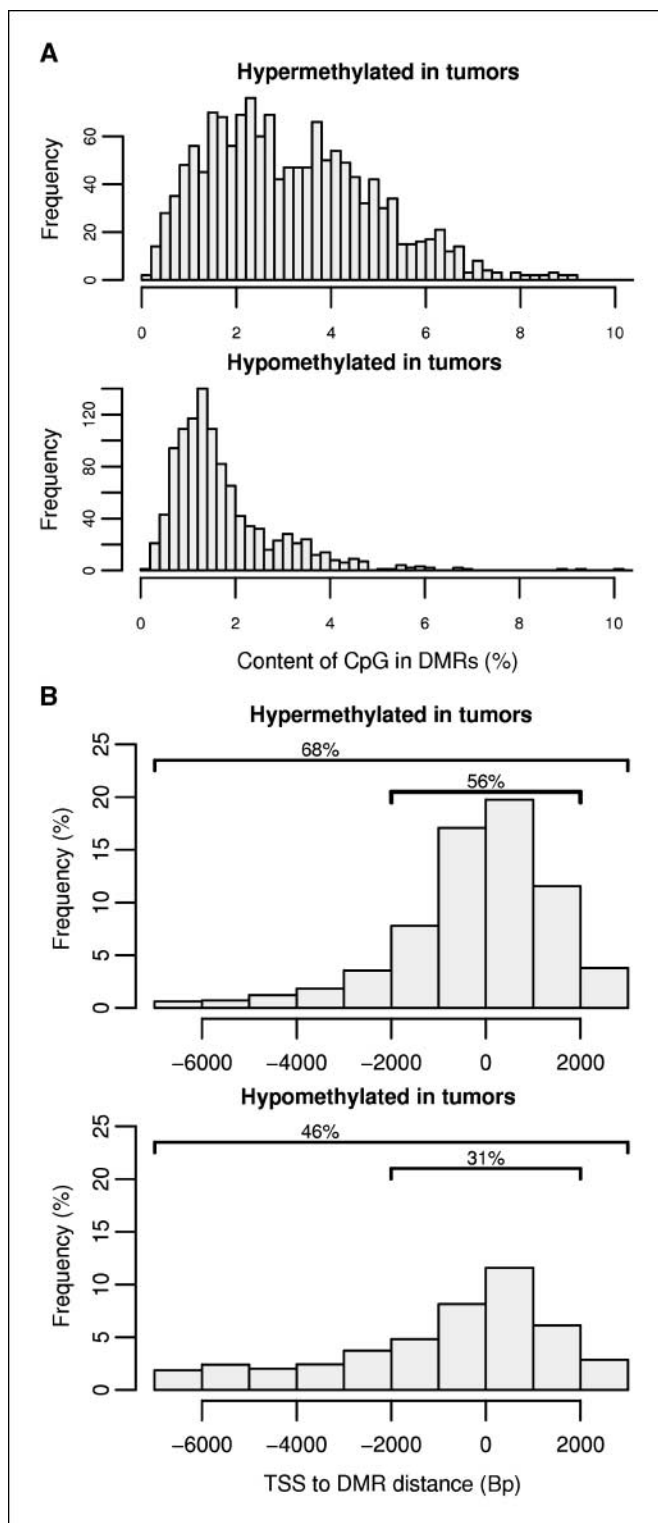 A
Hypermethylated in tumors
Frequency
60
40
20
0
0 2 4 6 8 10
Hypomethylated in tumors
Frequency
120
80
40
0
0 2 4 6 8 10
Content of CpG in DMRs (%)
B
Hypermethylated in tumors
Frequency (%)
25
20
15
10
5
0
68%
56%
−6000 −4000 −2000 0 2000
Hypomethylated in tumors
Frequency (%)
25
20
15
10
5
0
46%
31%
−6000 −4000 −2000 0 2000
TSS to DMR distance (Bp)